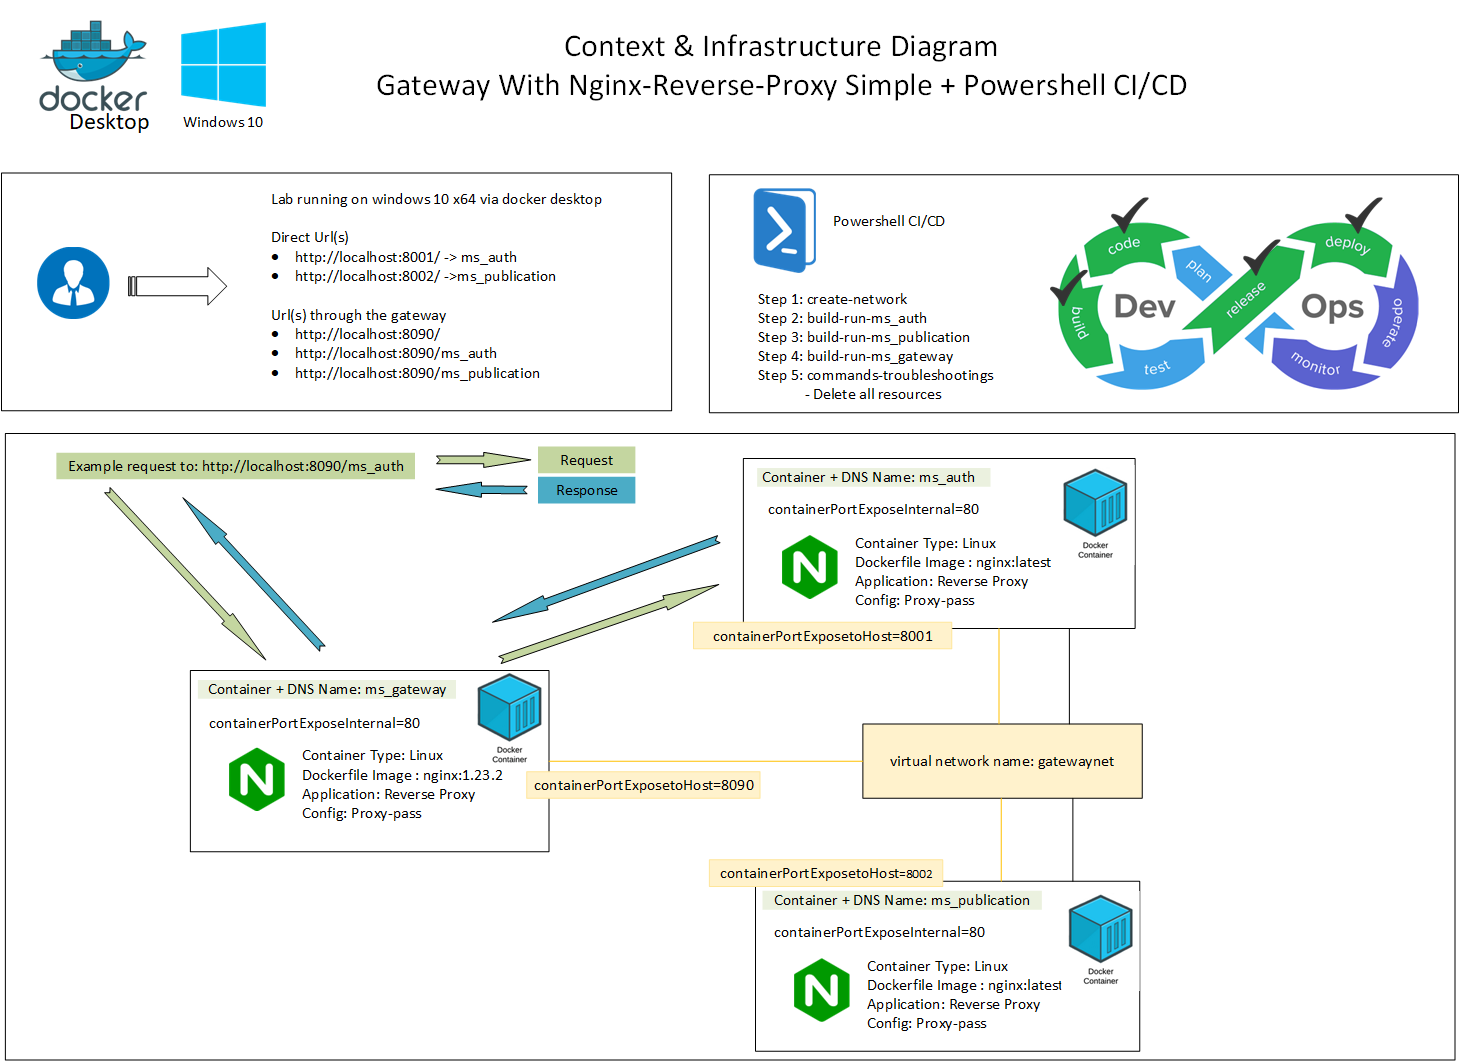 docker
Desktop
Windows 10
Context & Infrastructure Diagram
Gateway With Nginx-Reverse-Proxy Simple + Powershell CI/CD
Lab running on windows 10 x64 via docker desktop
Direct Url(s)
• http://localhost:8001/ -> ms_auth
• http://localhost:8002/ ->ms_publication
Url(s) through the gateway
• http://localhost:8090/
• http://localhost:8090/ms_auth
• http://localhost:8090/ms_publication
Powershell CI/CD
Step 1: create-network
Step 2: build-run-ms_auth
Step 3: build-run-ms_publication
Step 4: build-run-ms_gateway
Step 5: commands-troubleshootings
- Delete all resources
code
plan
build
Dev
test
release
deploy
Ops
operate
monitor
Example request to: http://localhost:8090/ms_auth
Request
Response
Container + DNS Name: ms_auth
containerPortExposeInternal=80
Docker
Container
N
Container Type: Linux
Dockerfile Image : nginx:latest
Application: Reverse Proxy
Config: Proxy-pass
containerPortExposetoHost=8001
Container + DNS Name: ms_gateway
containerPortExposeInternal=80
Docker
Container
N
Container Type: Linux
Dockerfile Image : nginx:1.23.2
Application: Reverse Proxy
Config: Proxy-pass
containerPortExposetoHost=8090
virtual network name: gatewaynet
containerPortExposetoHost=8002
Container + DNS Name: ms_publication
containerPortExposeInternal=80
Docker
Container
N
Container Type: Linux
Dockerfile Image : nginx:latest
Application: Reverse Proxy
Config: Proxy-pass